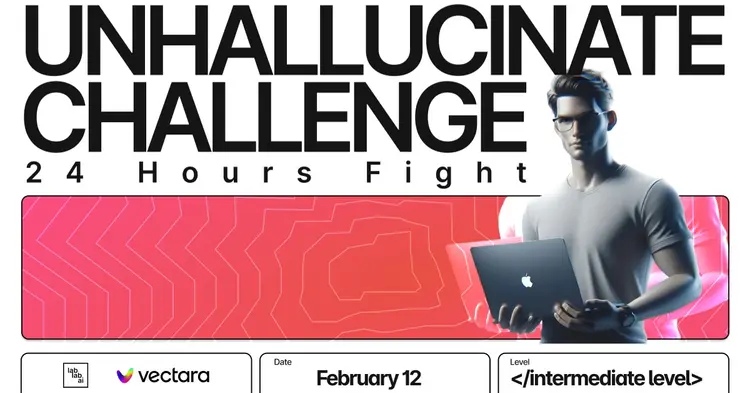 UNHALLUCINATE
CHALLENGE
24 Hours Fight
lab
lab
.ai
vectara
Date
February 12
Level
</intermediate level>